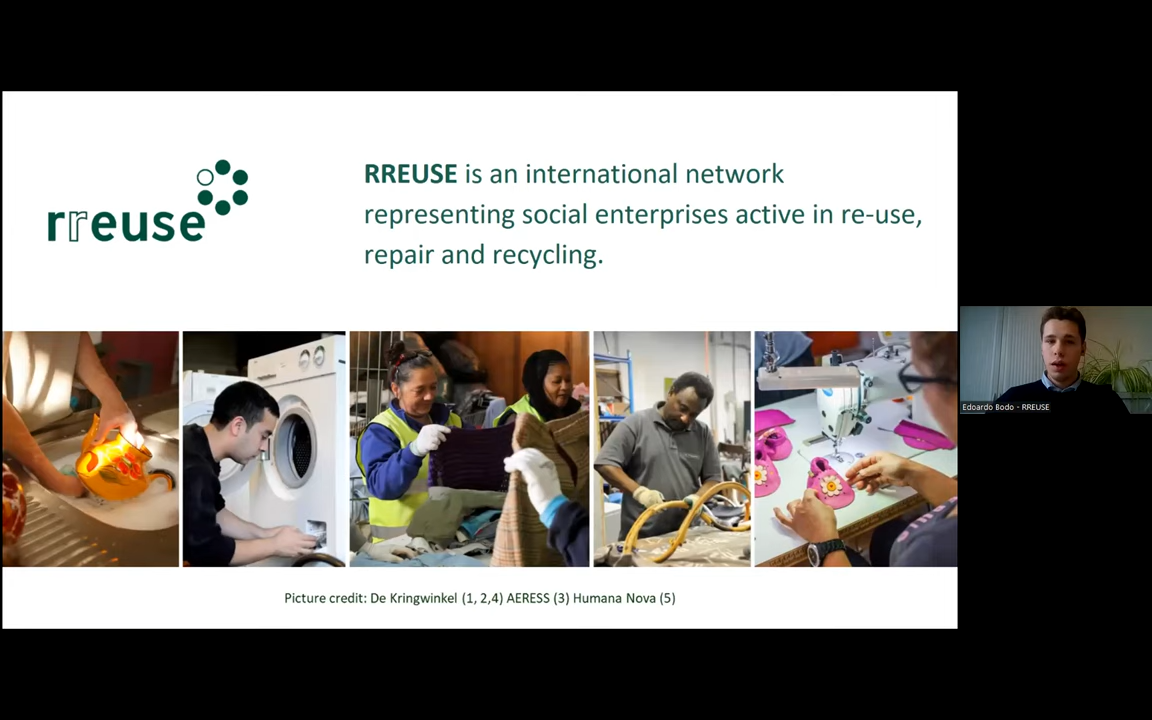 rreuse
RREUSE is an international network
representing social enterprises active in re-use,
repair and recycling.
Edoardo Bodo - RREUSE
Picture credit: De Kringwinkel (1, 2,4) AERESS (3) Humana Nova (5)